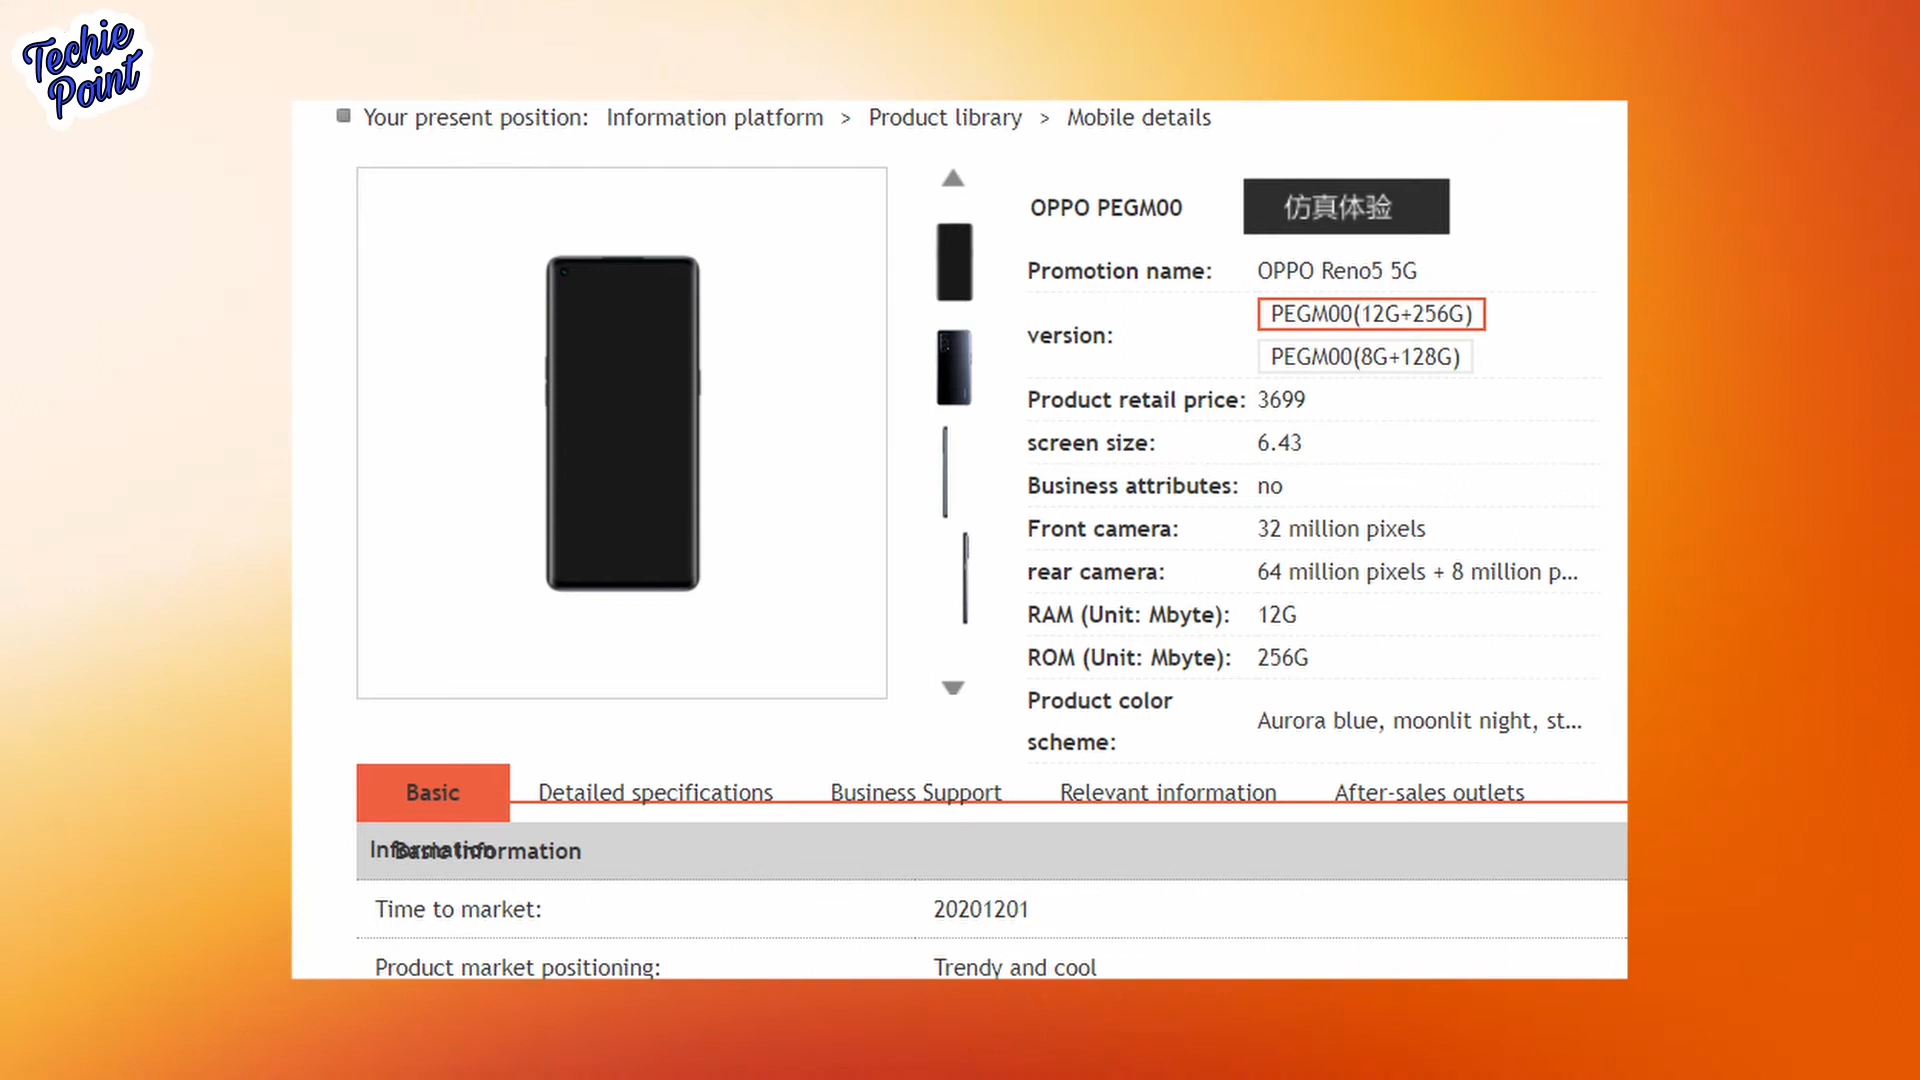 Techie
Point
Your present position: Information platform > Product library > Mobile details
OPPO PEGM00 仿真体验
Promotion name: OPPO Reno5 5G
version: PEGM00(12G+256G)
PEGM00(8G+128G)
Product retail price: 3699
screen size: 6.43
Business attributes: no
Front camera: 32 million pixels
rear camera: 64 million pixels + 8 million p...
RAM (Unit: Mbyte): 12G
ROM (Unit: Mbyte): 256G
Product color scheme: Aurora blue, moonlit night, st...
Basic Detailed specifications Business Support Relevant information After-sales outlets
Information
Basic Information
Time to market: 20201201
Product market positioning: Trendy and cool